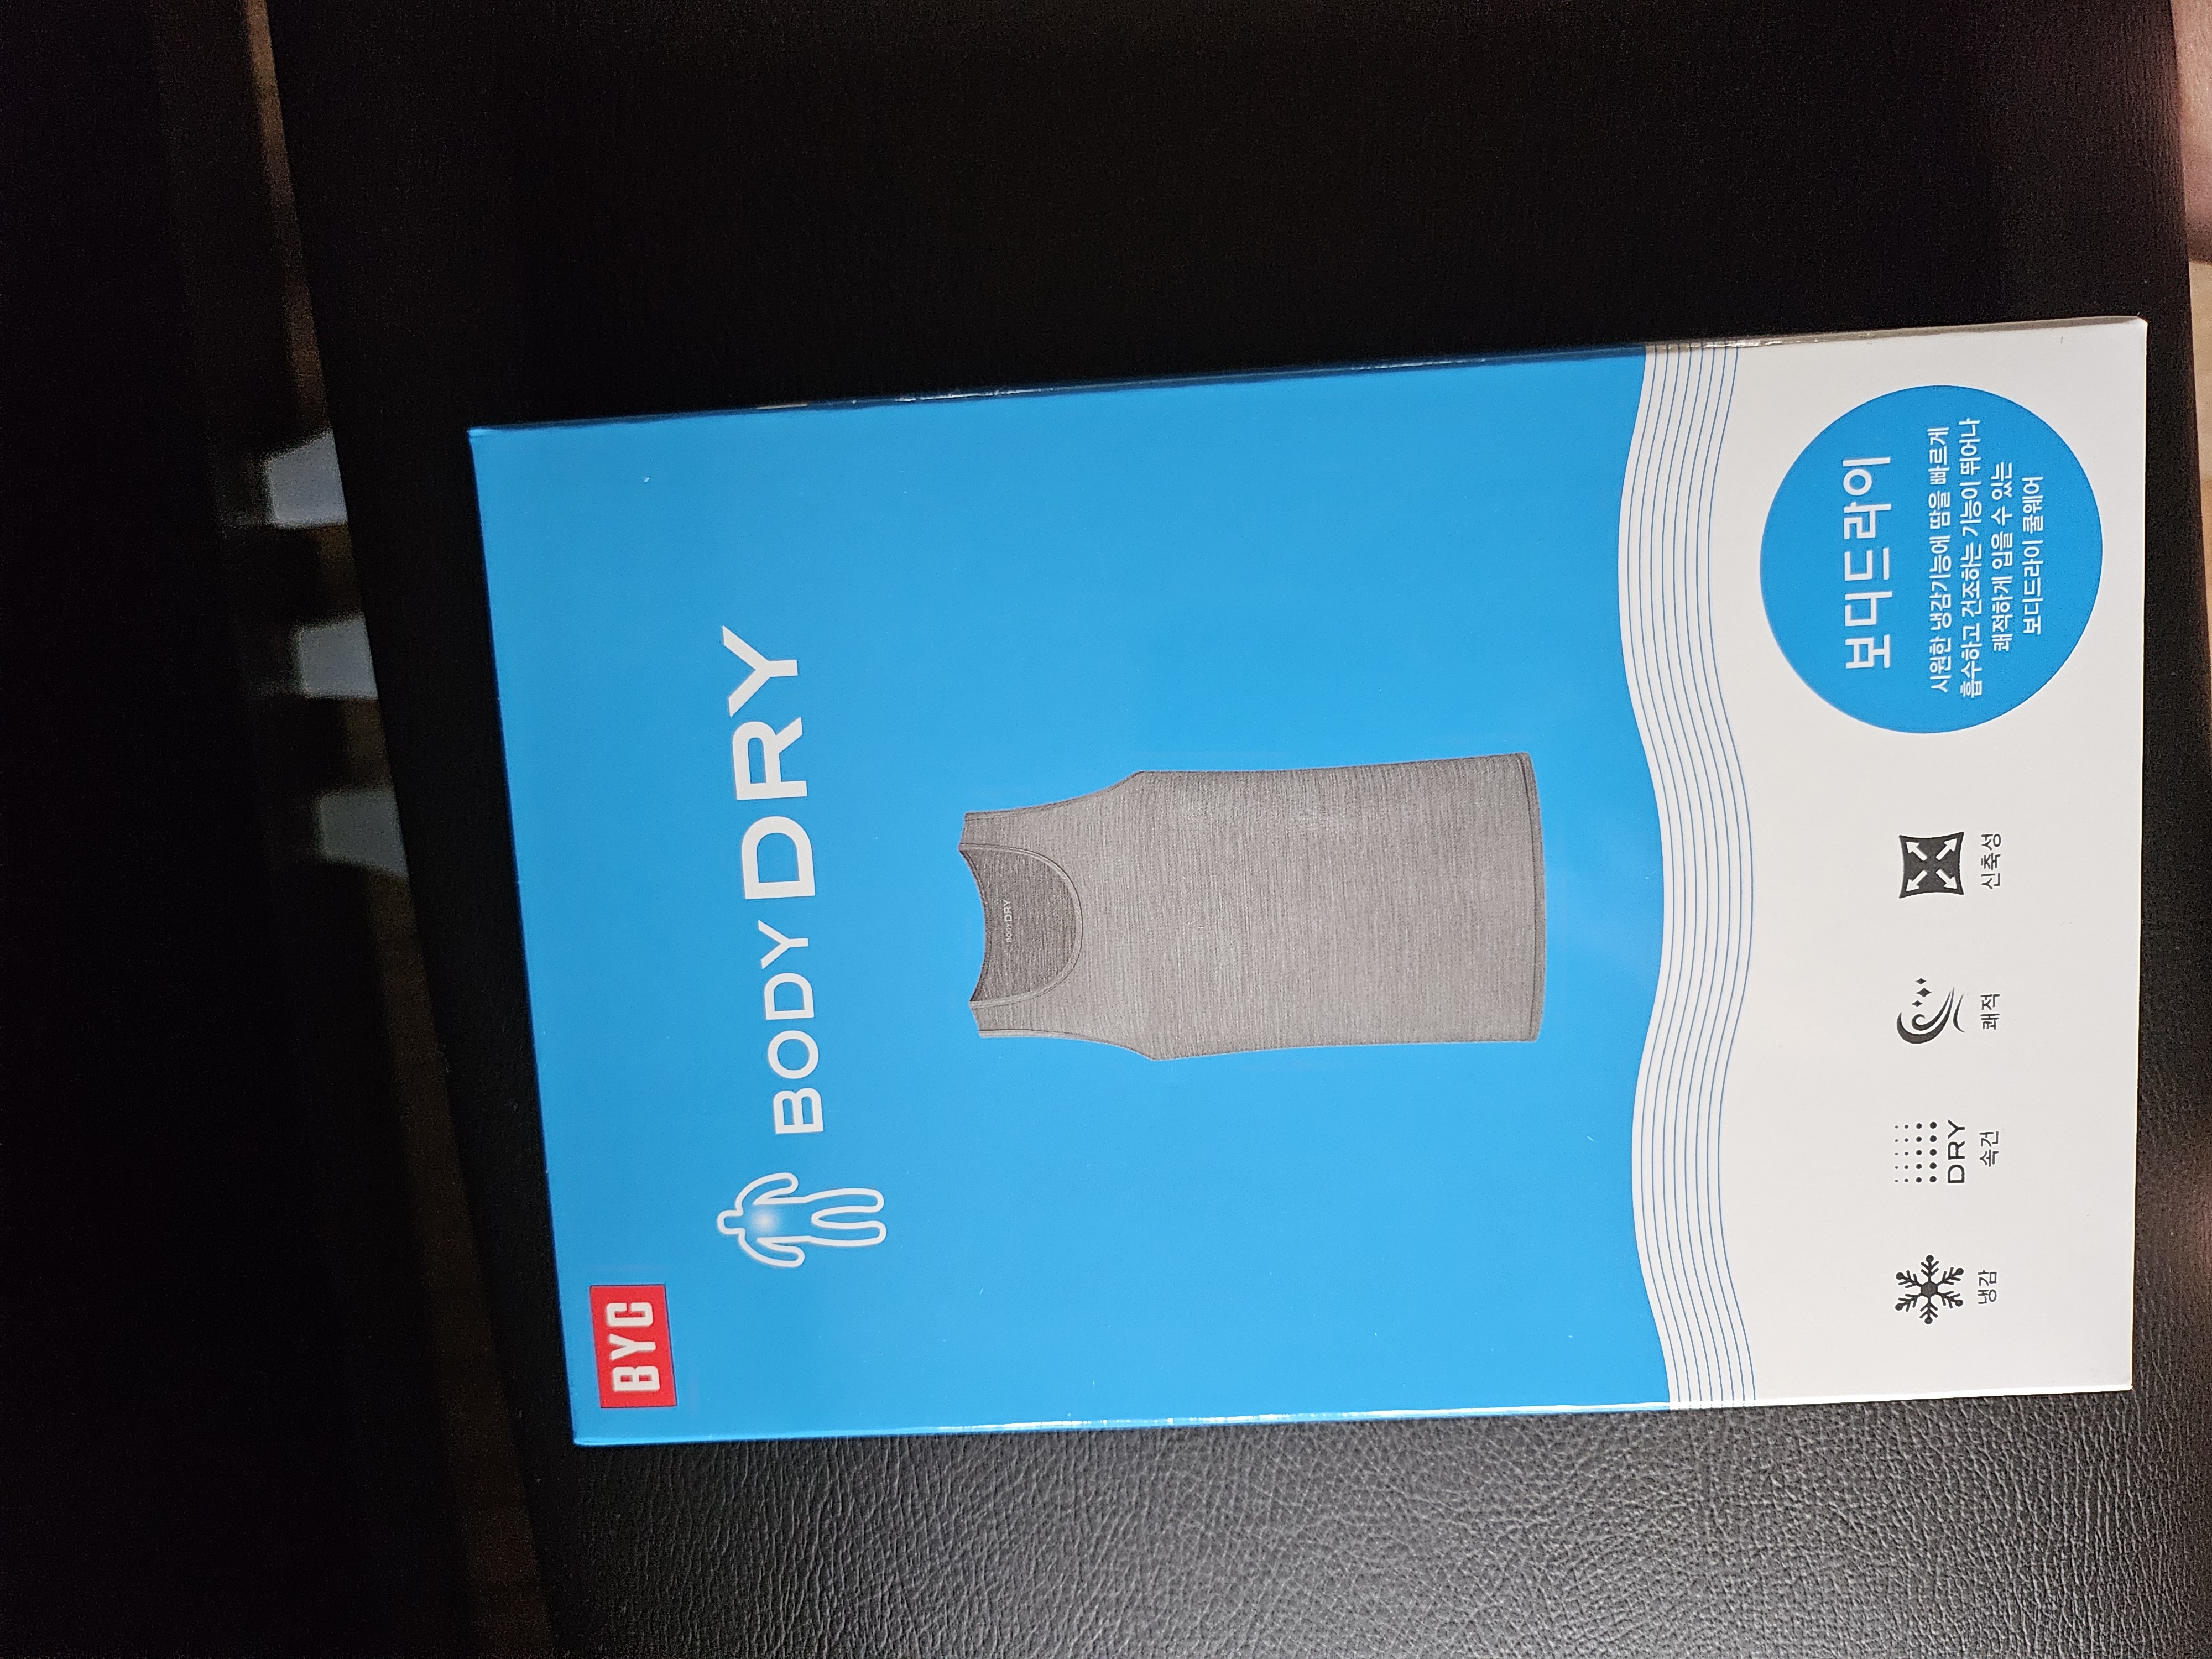 BYC
BODY DRY
BODY DRY
냉감
DRY
속건
쾌적
신축성
보디드라이
시원한 냉감기능에 땀을 빠르게
흡수하고 건조하는 기능이 뛰어나
쾌적하게 입을 수 있는
보디드라이 쿨웨어